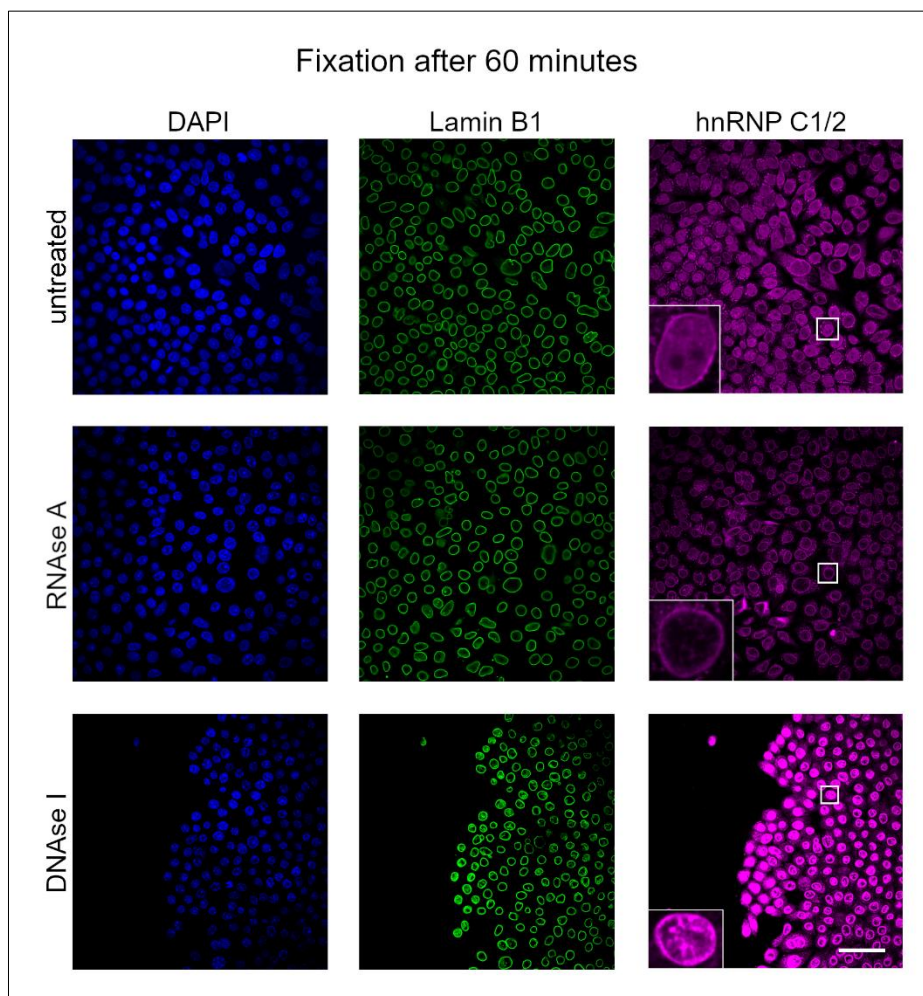 Fixation after 60 minutes
DAPI
Lamin B1
hnRNP C1/2
untreated
RNAse A
DNAse I